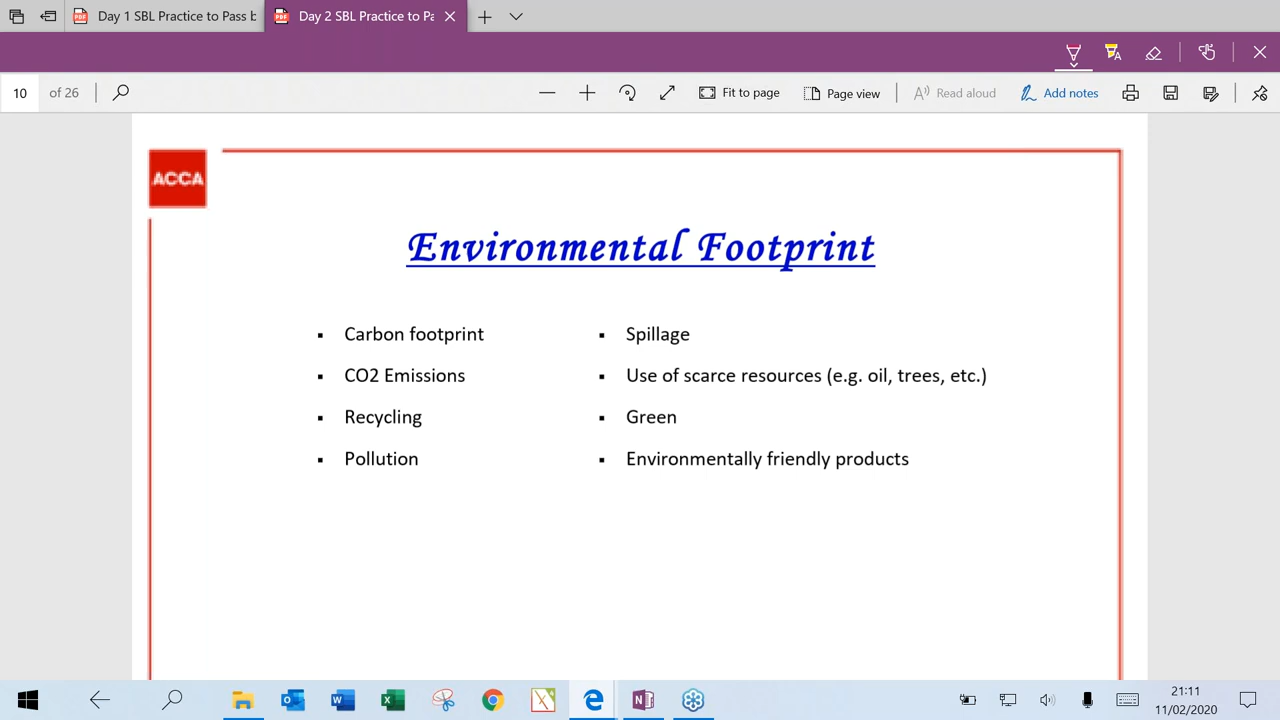 Day 1 SBL Practice to Pass b
Day 2 SBL Practice to Pa
10 of 26
Fit to page
Page view
Read aloud
Add notes
ACCA
Environmental Footprint
▪ Carbon footprint
▪ CO2 Emissions
▪ Recycling
▪ Pollution
▪ Spillage
▪ Use of scarce resources (e.g. oil, trees, etc.)
▪ Green
▪ Environmentally friendly products
21:11
11/02/2020